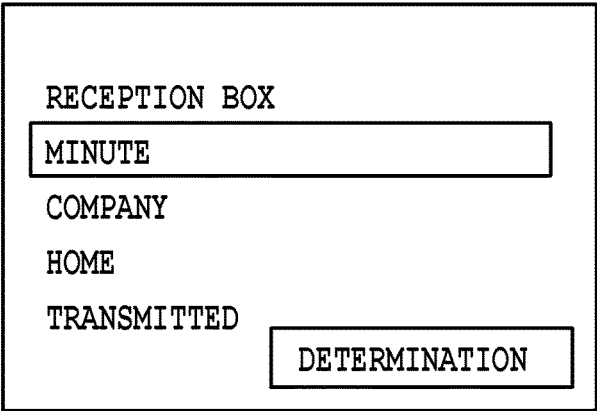 RECEPTION BOX
MINUTE
COMPANY
HOME
TRANSMITTED
DETERMINATION